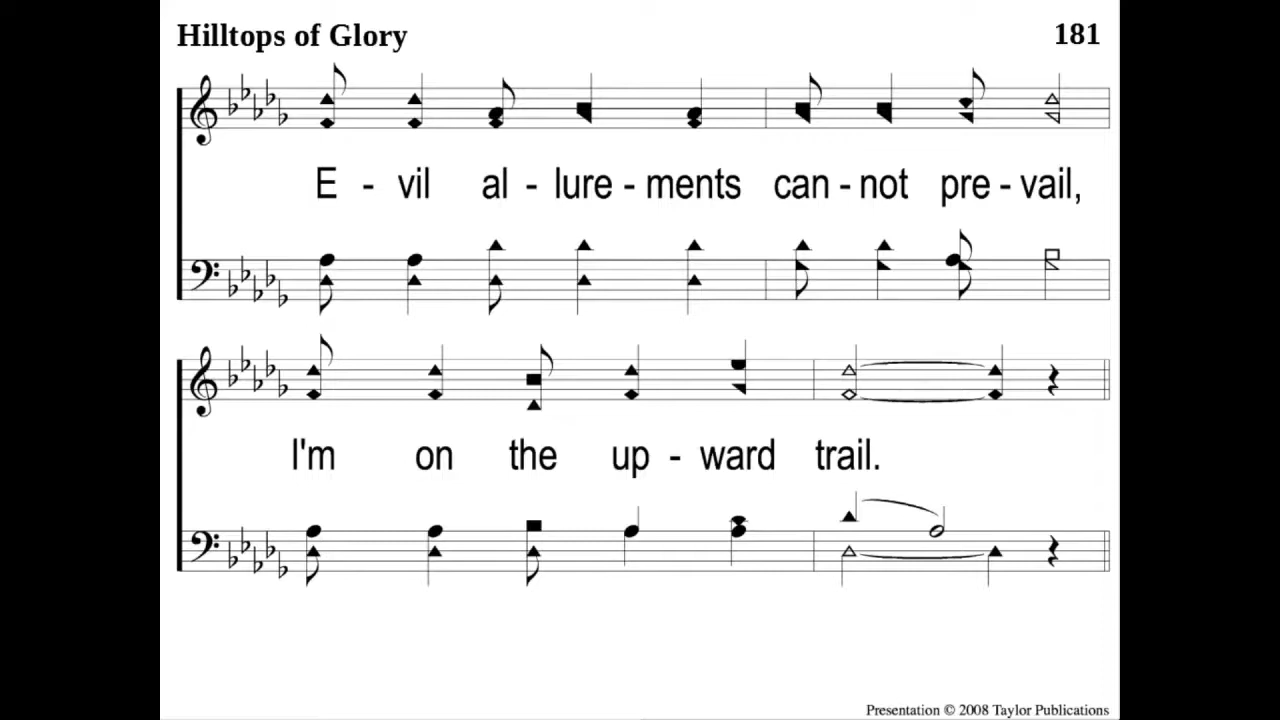 Hilltops of Glory 181
E - vil al - lure - ments can - not pre - vail,
I'm on the up - ward trail.
Presentation © 2008 Taylor Publications